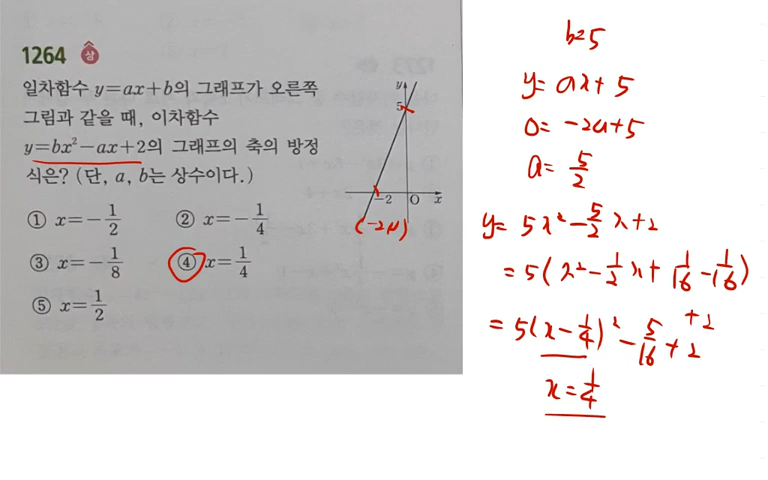 1264 상
일차함수 y=ax+b의 그래프가 오른쪽
그림과 같을 때, 이차함수
y=bx²-ax+2의 그래프의 축의 방정
식은? (단, a, b는 상수이다.)
① x=-1/2 ② x=-1/4
③ x=-1/8 ④ x=1/4
⑤ x=1/2
y
5
-2 O x
(-2,0)
b=5
y=ax+5
0=-2a+5
a=5/2
y=5x²-5/2x+2
=5(x²-1/2x+1/16-1/16)
+2
=5(x-1/4)²-5/16+2
x=1/4